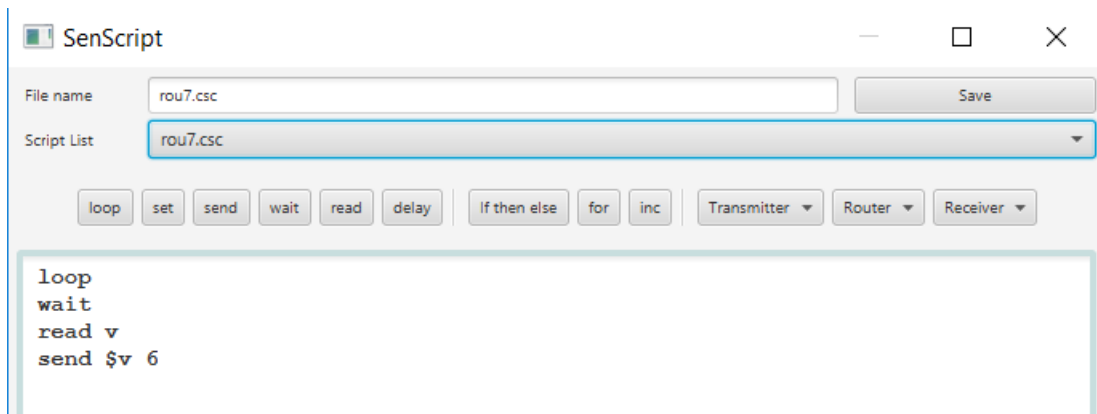 SenScript
File name rou7.csc Save
Script List rou7.csc
loop set send wait read delay If then else for inc Transmitter Router Receiver
loop
wait
read v
send $v 6